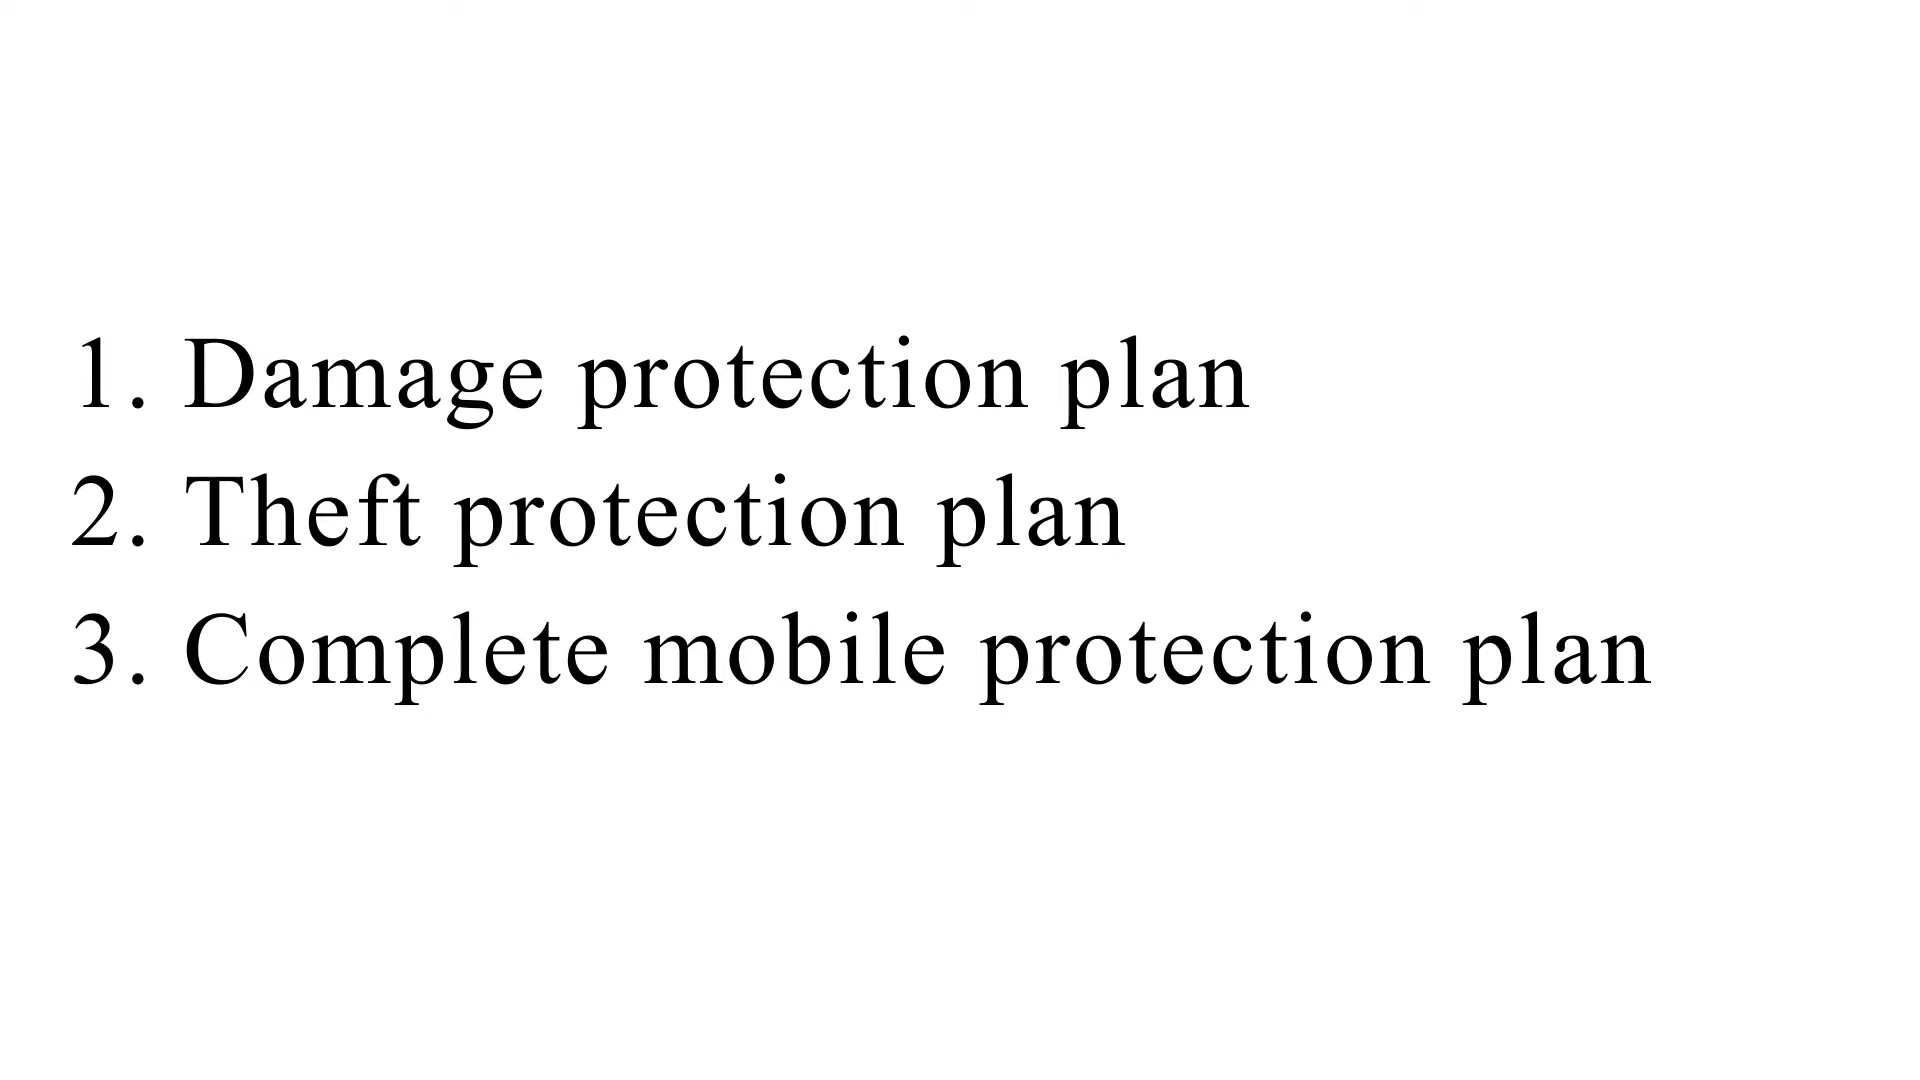 1. Damage protection plan
2. Theft protection plan
3. Complete mobile protection plan